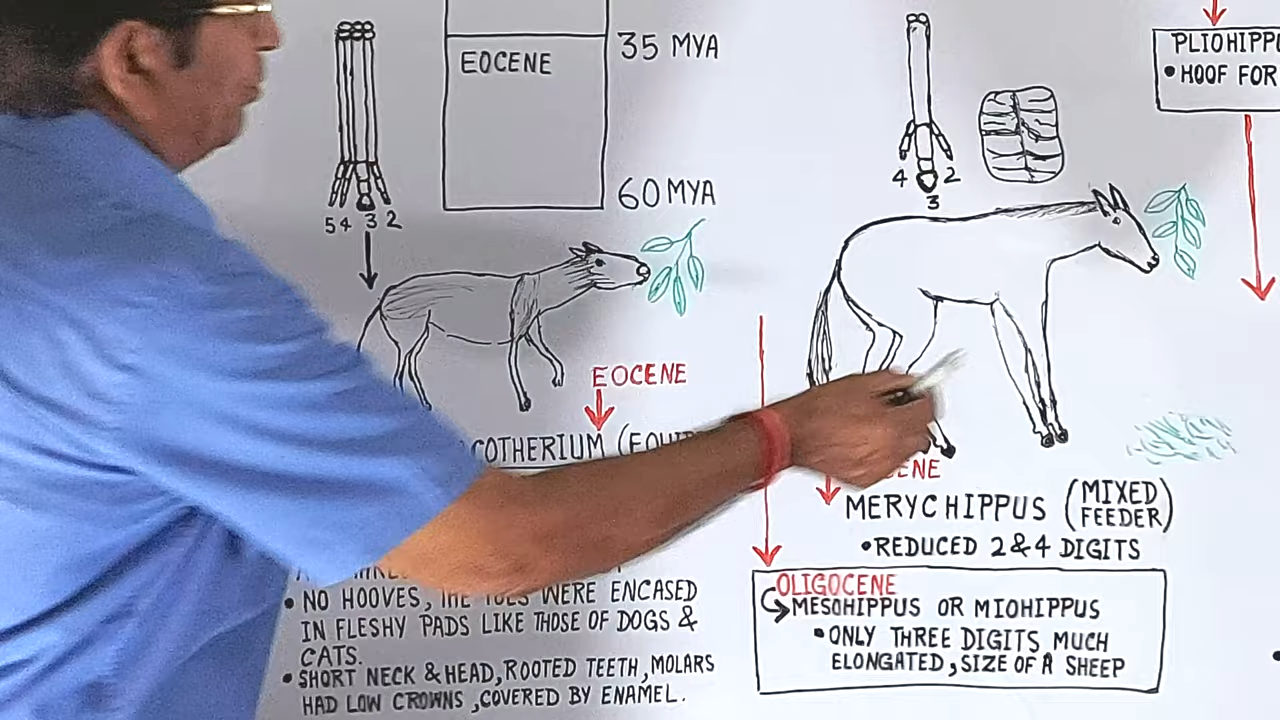 35 MYA
EOCENE
60 MYA
5 4 3 2
EOCENE
(EQUI
NO HOOVES, THE TOES WERE ENCASED
IN FLESHY PADS LIKE THOSE OF DOGS &
CATS.
SHORT NECK & HEAD, ROOTED TEETH, MOLARS
HAD LOW CROWNS, COVERED BY ENAMEL.
4 2
3
MERYCHIPPUS (MIXED
FEEDER)
REDUCED 2 & 4 DIGITS
OLIGOCENE
MESOHIPPUS OR MIOHIPPUS
ONLY THREE DIGITS, MUCH
ELONGATED, SIZE OF A SHEEP
PLIOHIPPU
HOOF FOR